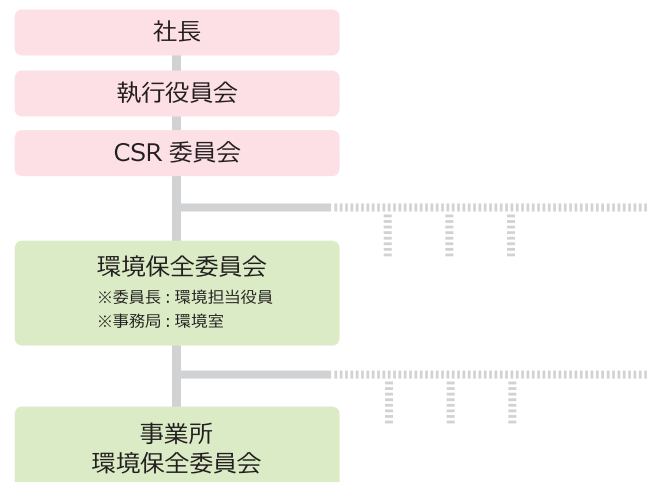 社長
執行役員会
CSR 委員会
環境保全委員会
※委員長 : 環境担当役員
※事務局 : 環境室
事業所
環境保全委員会